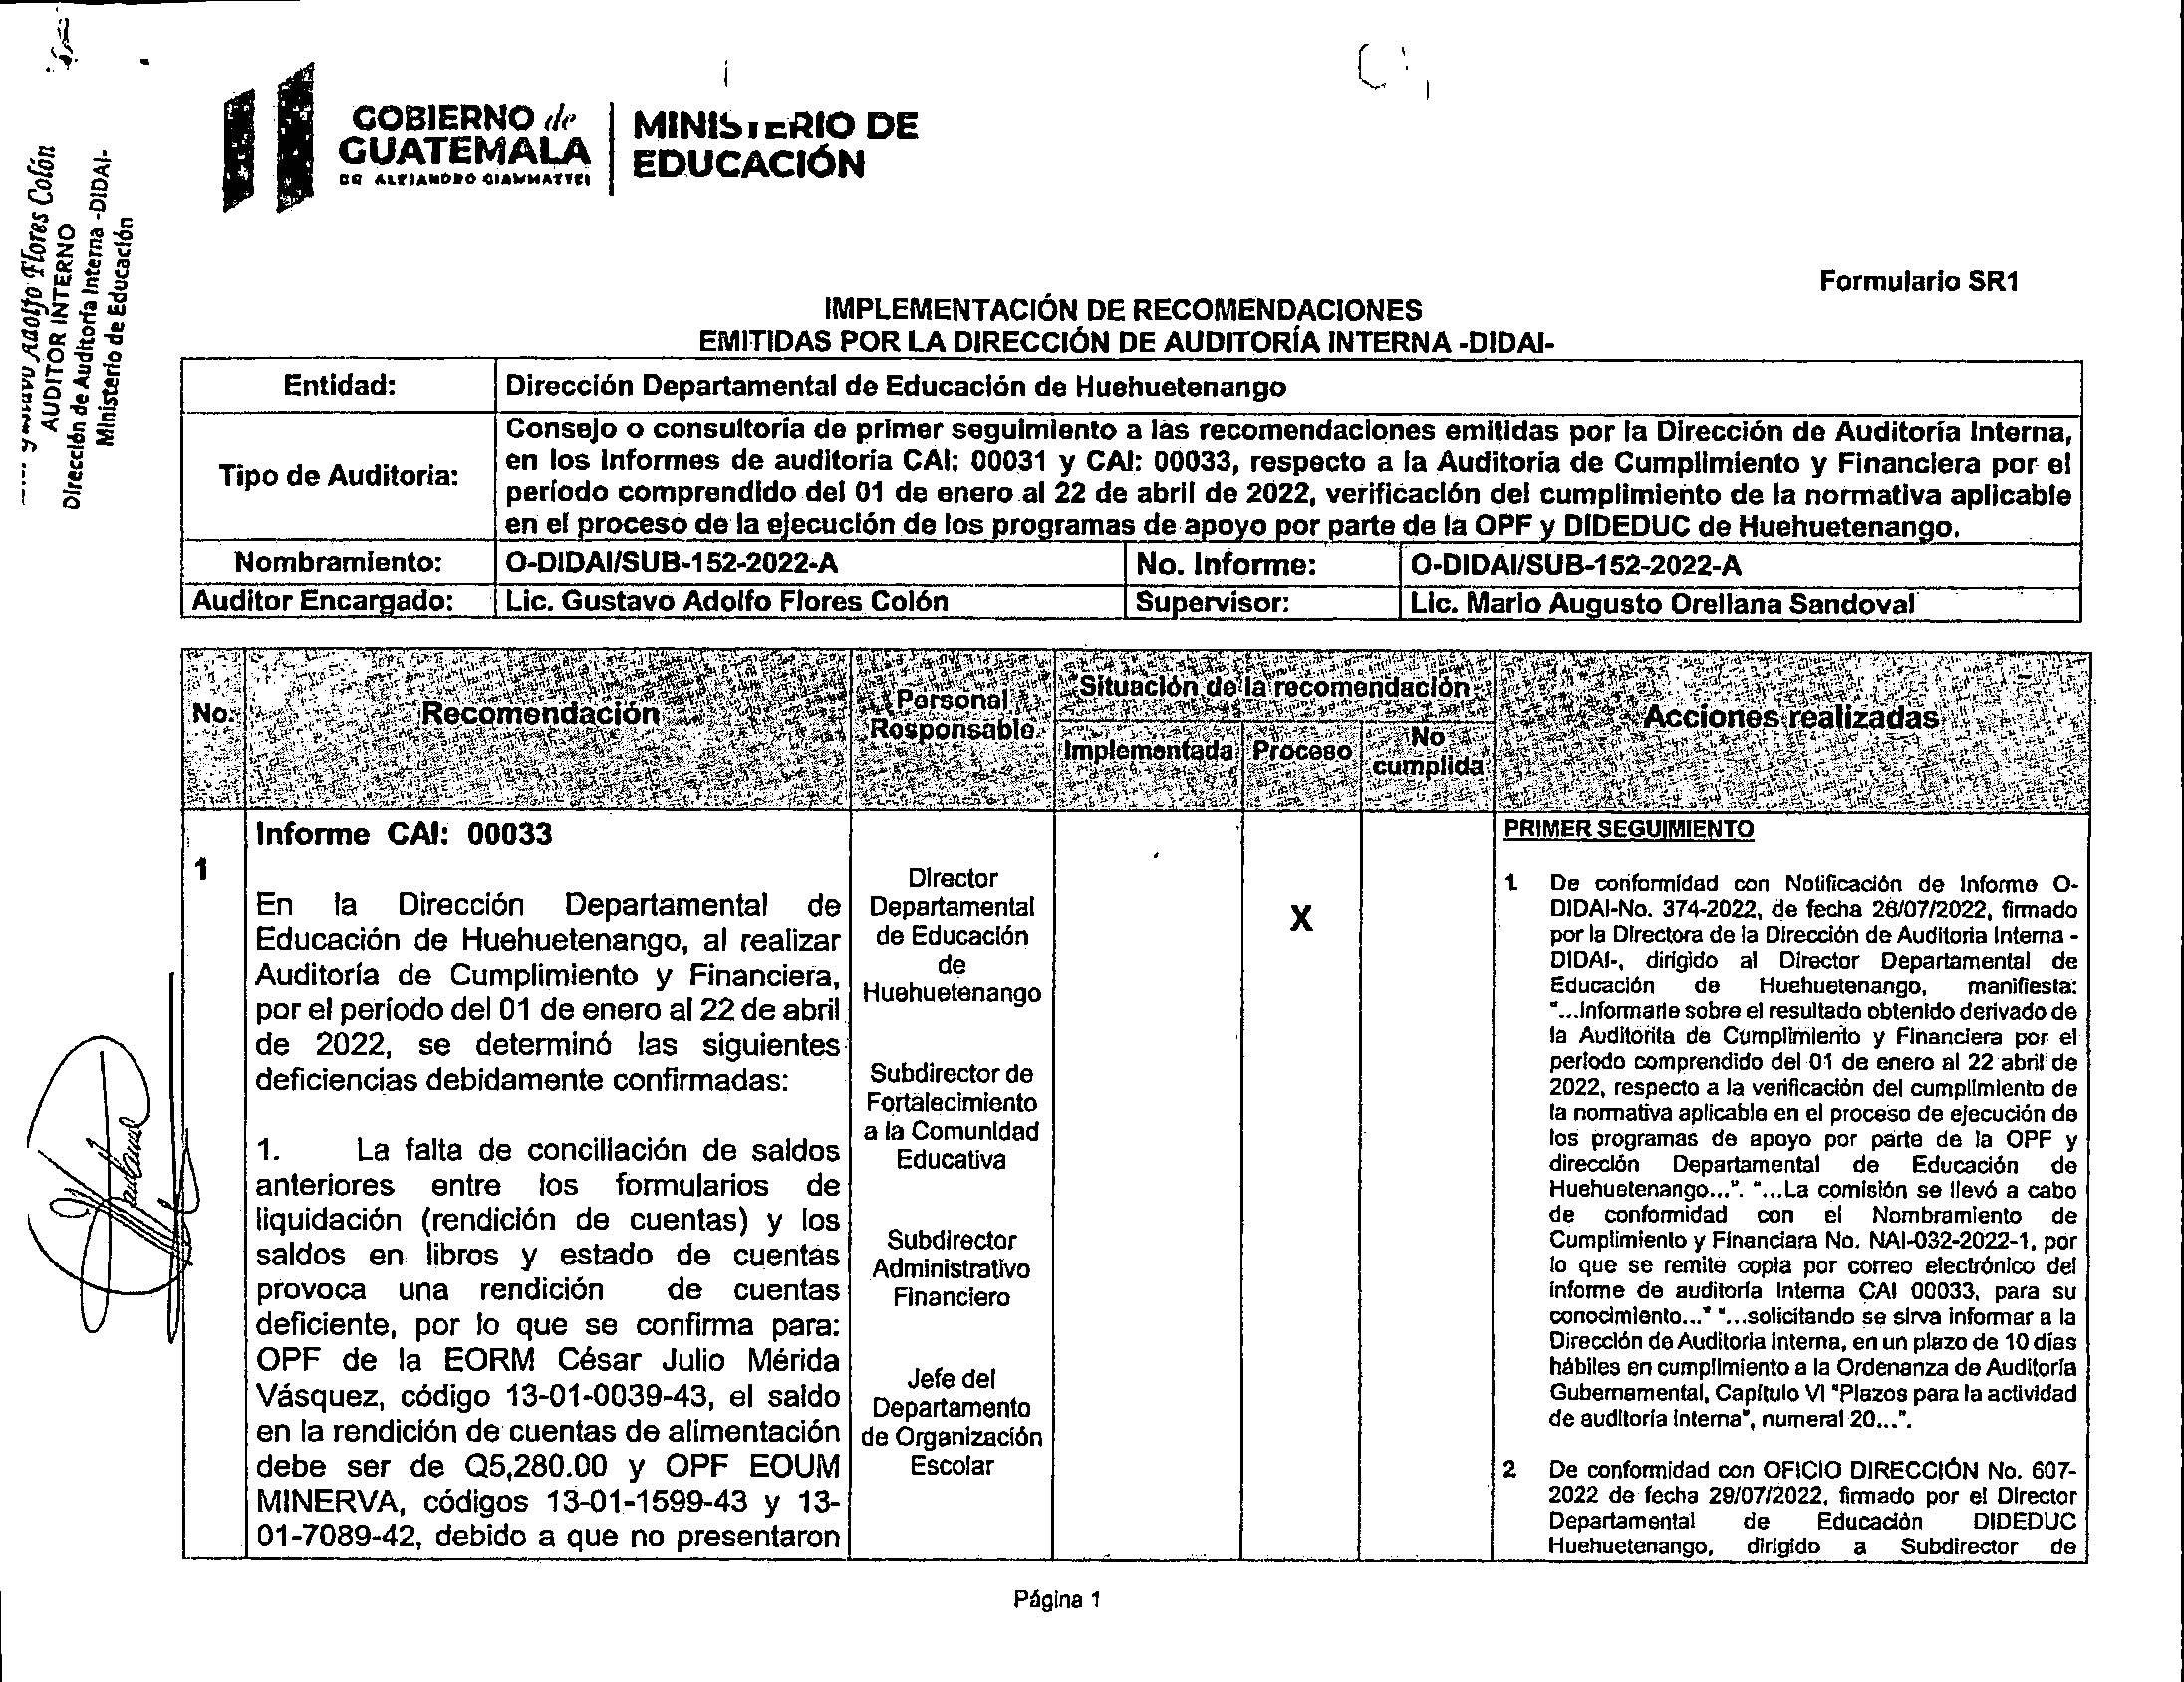 GOBIERNO de
GUATEMALA
DR. ALEJANDRO GIAMMATTEI
MINISTERIO DE
EDUCACIÓN
Adolfo Flores Colón
AUDITOR INTERNO
Dirección de Auditoría Interna -DIDAI-
Ministerio de Educación
Formulario SR1
IMPLEMENTACIÓN DE RECOMENDACIONES
EMITIDAS POR LA DIRECCIÓN DE AUDITORÍA INTERNA -DIDAI-
Entidad: Dirección Departamental de Educación de Huehuetenango
Tipo de Auditoria:
Consejo o consultoría de primer seguimiento a las recomendaciones emitidas por la Dirección de Auditoría Interna,
en los Informes de auditoría CAI: 00031 y CAI: 00033, respecto a la Auditoría de Cumplimiento y Financiera por el
período comprendido del 01 de enero al 22 de abril de 2022, verificación del cumplimiento de la normativa aplicable
en el proceso de la ejecución de los programas de apoyo por parte de la OPF y DIDEDUC de Huehuetenango.
Nombramiento: O-DIDAI/SUB-152-2022-A No. Informe: O-DIDAI/SUB-152-2022-A
Auditor Encargado: Lic. Gustavo Adolfo Flores Colón Supervisor: Lic. Mario Augusto Orellana Sandoval
No.
Recomendación
Personal
Responsable
Situación de la recomendación
Implementada
Proceso
No
cumplida
Acciones realizadas
1
Informe CAI: 00033
En la Dirección Departamental de
Educación de Huehuetenango, al realizar
Auditoría de Cumplimiento y Financiera,
por el período del 01 de enero al 22 de abril
de 2022, se determinó las siguientes
deficiencias debidamente confirmadas:
1. La falta de conciliación de saldos
anteriores entre los formularios de
liquidación (rendición de cuentas) y los
saldos en libros y estado de cuentas
provoca una rendición de cuentas
deficiente, por lo que se confirma para:
OPF de la EORM César Julio Mérida
Vásquez, código 13-01-0039-43, el saldo
en la rendición de cuentas de alimentación
debe ser de Q5,280.00 y OPF EOUM
MINERVA, códigos 13-01-1599-43 y 13-
01-7089-42, debido a que no presentaron
Director
Departamental
de Educación
de
Huehuetenango
Subdirector de
Fortalecimiento
a la Comunidad
Educativa
Subdirector
Administrativo
Financiero
Jefe del
Departamento
de Organización
Escolar
X
PRIMER SEGUIMIENTO
1 De conformidad con Notificación de Informe O-
DIDAI-No. 374-2022, de fecha 26/07/2022, firmado
por la Directora de la Dirección de Auditoria Interna -
DIDAI-, dirigido al Director Departamental de
Educación de Huehuetenango, manifiesta:
"...Informarle sobre el resultado obtenido derivado de
la Auditorita de Cumplimiento y Financiera por el
período comprendido del 01 de enero al 22 abril de
2022, respecto a la verificación del cumplimiento de
la normativa aplicable en el proceso de ejecución de
los programas de apoyo por parte de la OPF y
dirección Departamental de Educación de
Huehuetenango...". "...La comisión se llevó a cabo
de conformidad con el Nombramiento de
Cumplimiento y Financiara No. NAI-032-2022-1, por
lo que se remite copia por correo electrónico del
informe de auditoría Interna CAI 00033, para su
conocimiento..." "...solicitando se sirva informar a la
Dirección de Auditoria Interna, en un plazo de 10 días
hábiles en cumplimiento a la Ordenanza de Auditoría
Gubernamental, Capítulo VI "Plazos para la actividad
de auditoría interna", numeral 20...".
2 De conformidad con OFICIO DIRECCIÓN No. 607-
2022 de fecha 29/07/2022, firmado por el Director
Departamental de Educación DIDEDUC
Huehuetenango, dirigido a Subdirector de
Página 1